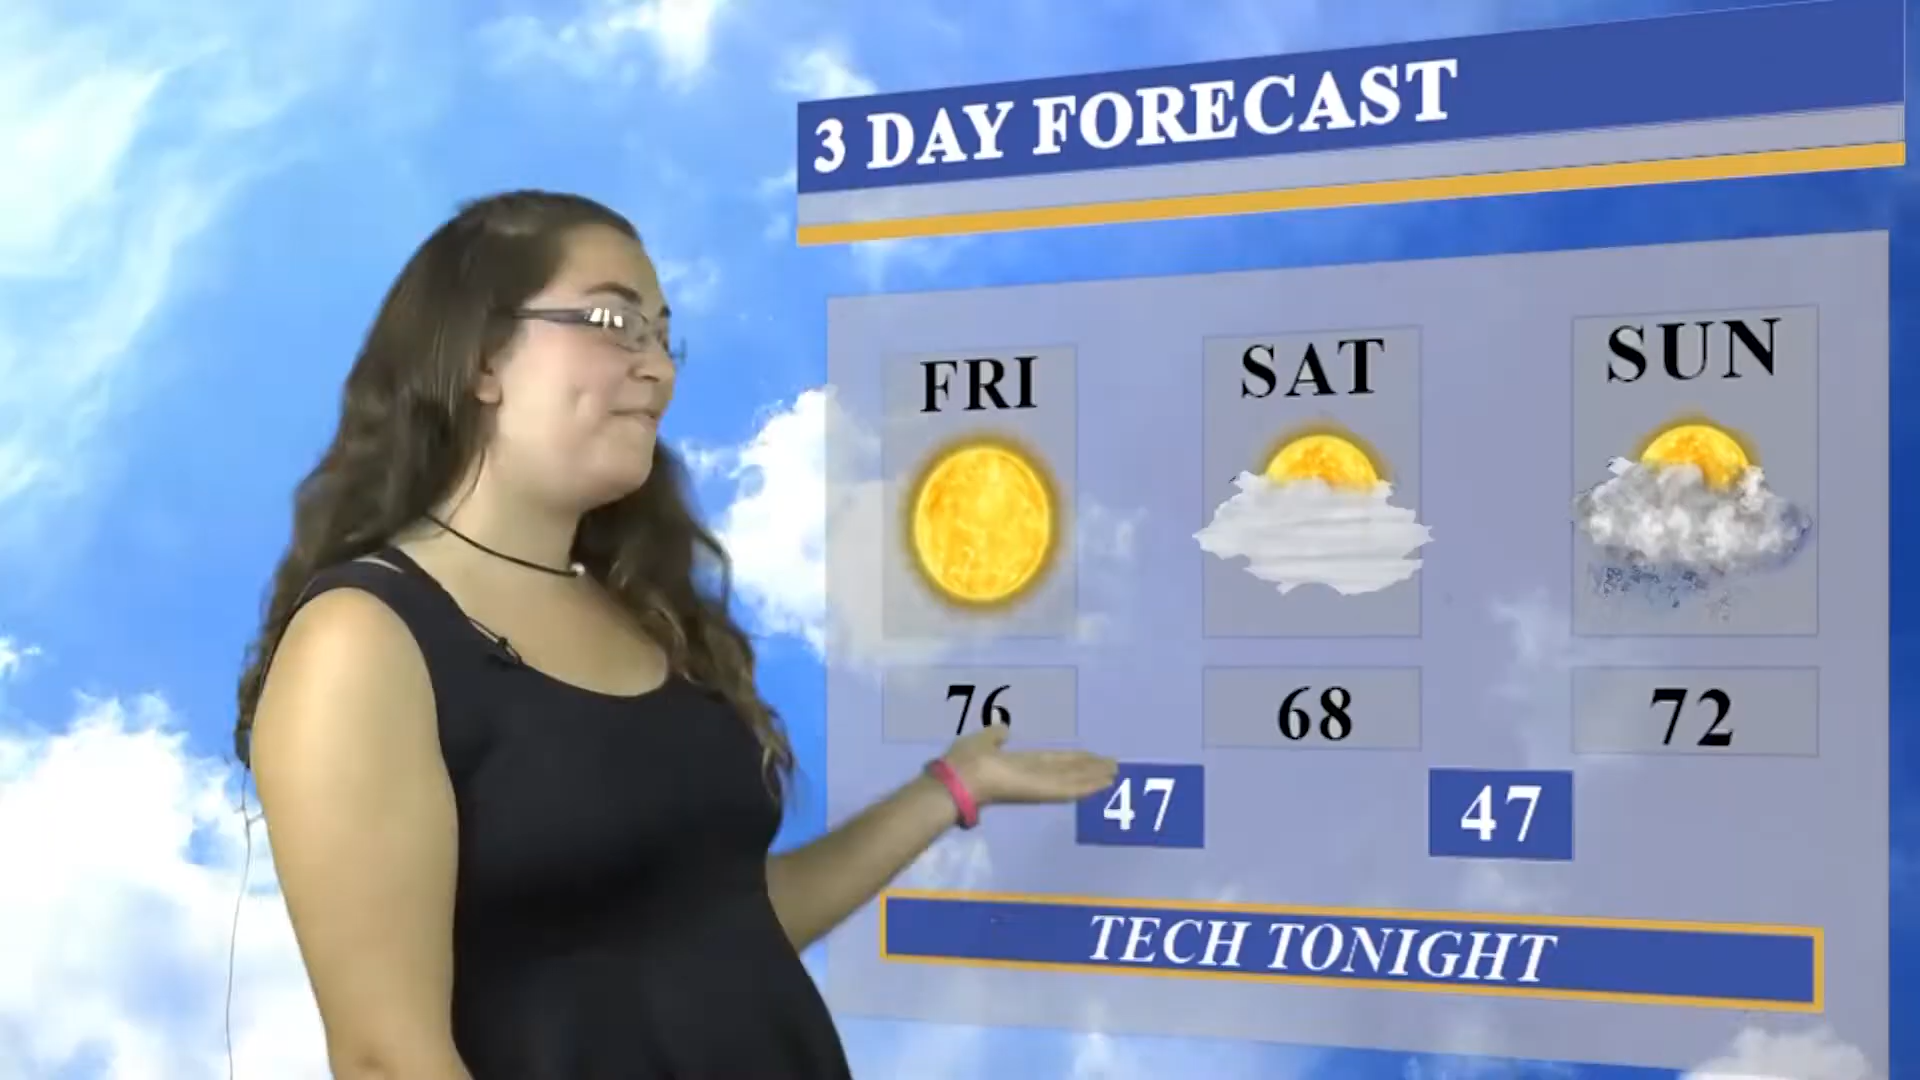 3 DAY FORECAST
FRI SAT SUN
76 68 72
47 47
TECH TONIGHT